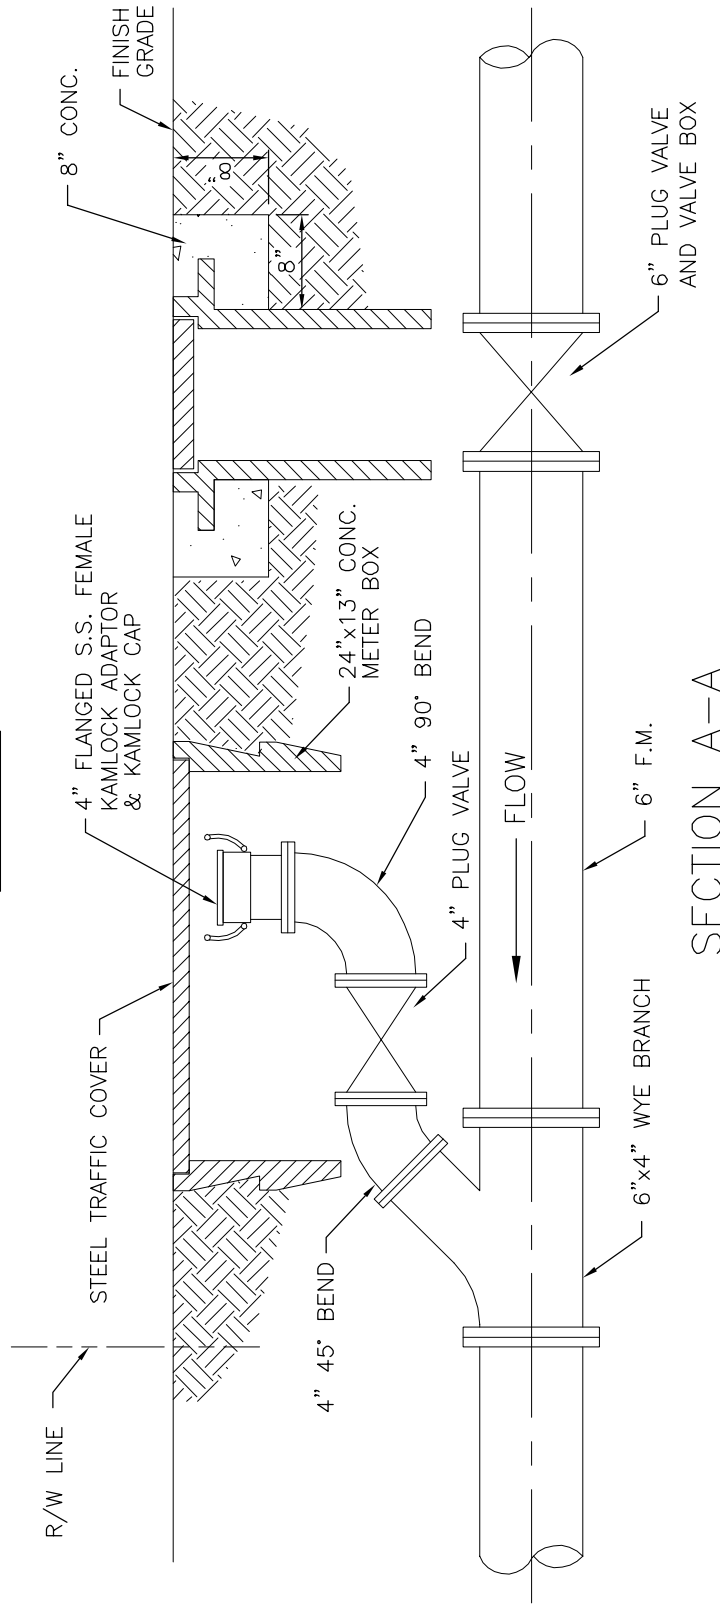 R/W LINE
STEEL TRAFFIC COVER
4" FLANGED S.S. FEMALE
KAMLOCK ADAPTOR
& KAMLOCK CAP
8" CONC.
FINISH
GRADE
8"
8"
24"x13" CONC.
METER BOX
4" 90° BEND
4" PLUG VALVE
4" 45° BEND
FLOW
6" PLUG VALVE
AND VALVE BOX
6"x4" WYE BRANCH
6" F.M.
SECTION A-A